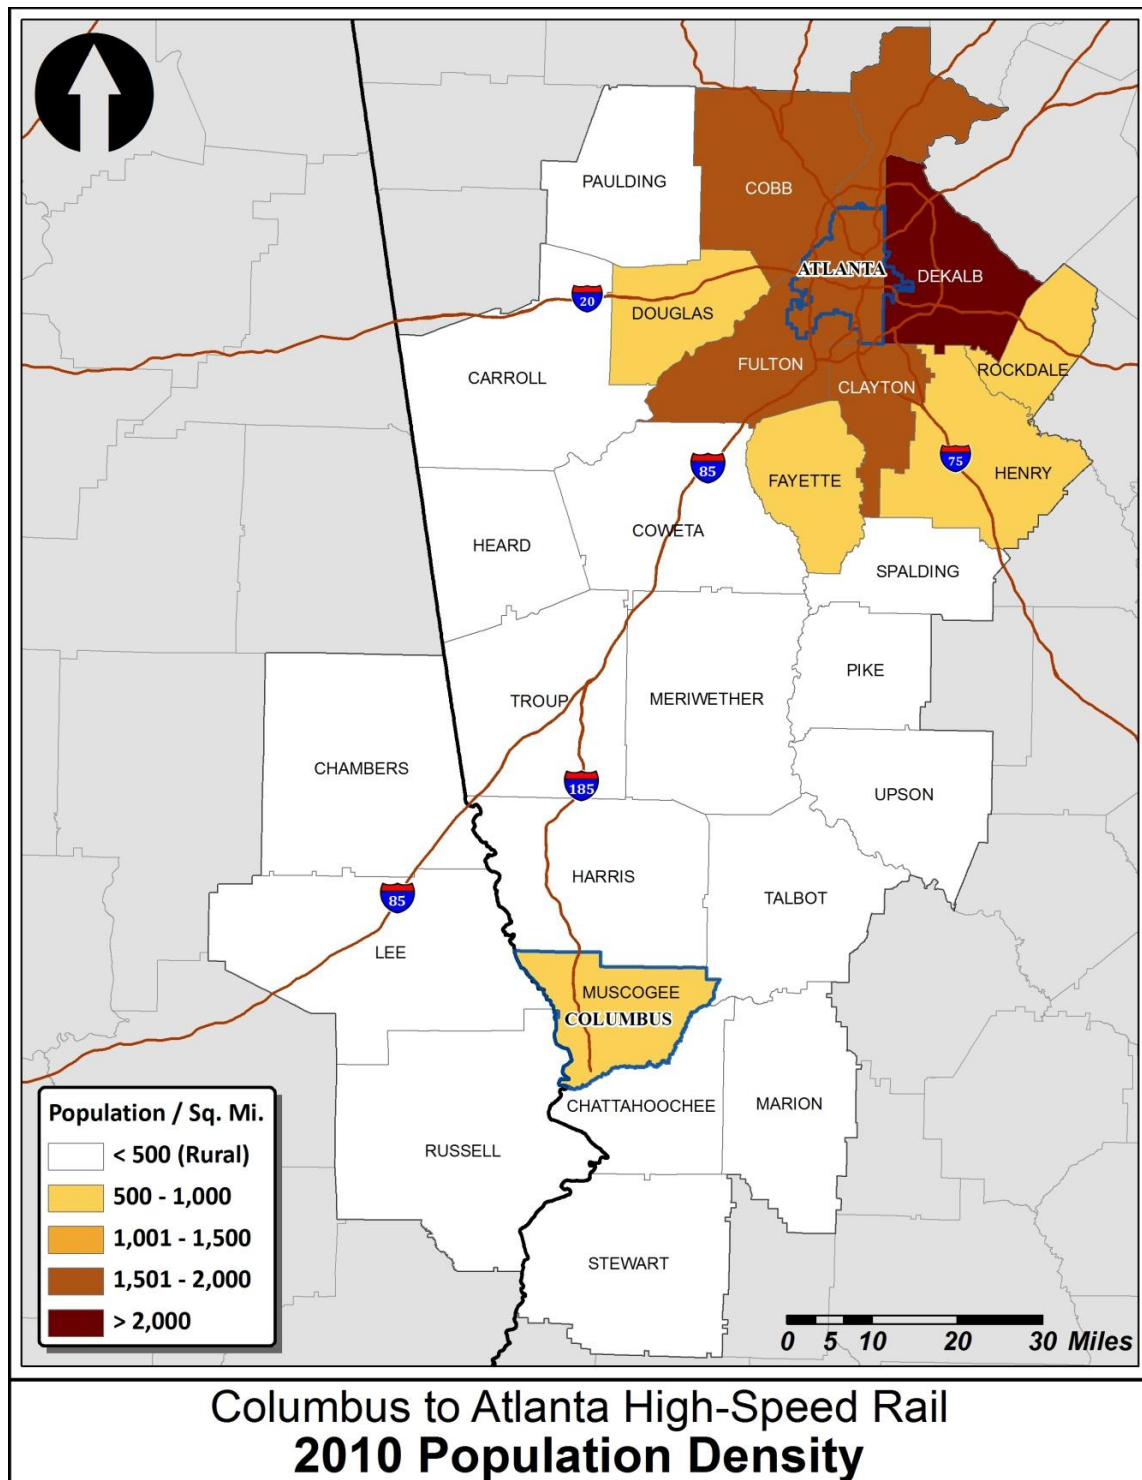 PAULDING
COBB
ATLANTA
DEKALB
20
DOUGLAS
FULTON
CLAYTON
ROCKDALE
CARROLL
85
75
HENRY
FAYETTE
COWETA
HEARD
SPALDING
PIKE
TROUP
MERIWETHER
CHAMBERS
185
UPSON
HARRIS
85
TALBOT
LEE
MUSCOGEE
COLUMBUS
CHATTAHOOCHEE
MARION
RUSSELL
STEWART
Population / Sq. Mi.
< 500 (Rural)
500 - 1,000
1,001 - 1,500
1,501 - 2,000
> 2,000
0 5 10 20 30 Miles
Columbus to Atlanta High-Speed Rail
2010 Population Density